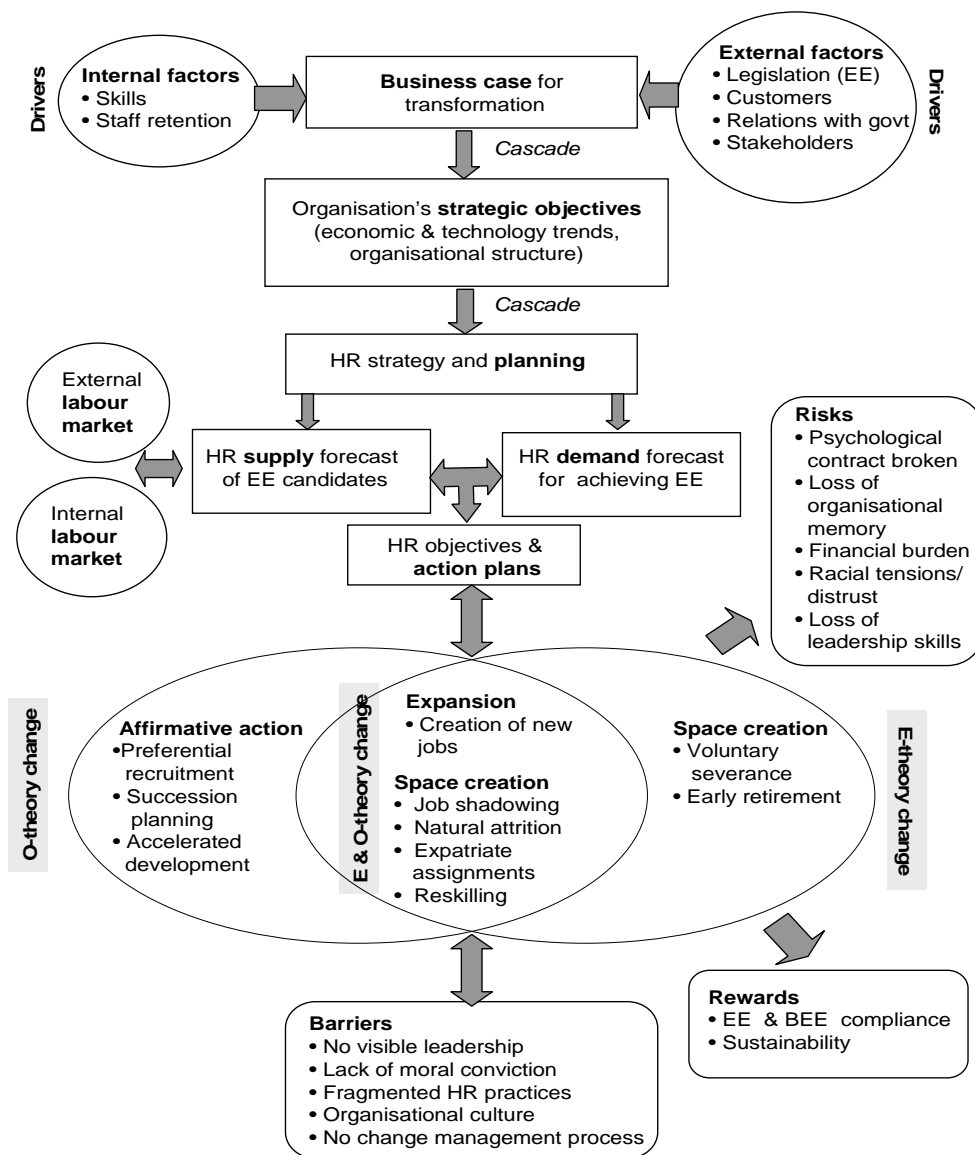 Drivers
Internal factors
• Skills
• Staff retention
Business case for
transformation
External factors
• Legislation (EE)
• Customers
• Relations with govt
• Stakeholders
Drivers
Cascade
Organisation's strategic objectives
(economic & technology trends,
organisational structure)
Cascade
HR strategy and planning
External
labour
market
Internal
labour
market
HR supply forecast
of EE candidates
HR demand forecast
for achieving EE
HR objectives &
action plans
Risks
• Psychological
contract broken
• Loss of
organisational
memory
• Financial burden
• Racial tensions/
distrust
• Loss of
leadership skills
O-theory change
Affirmative action
•Preferential
recruitment
• Succession
planning
• Accelerated
development
E & O-theory change
Expansion
• Creation of new
jobs
Space creation
• Job shadowing
• Natural attrition
• Expatriate
assignments
• Reskilling
Space creation
• Voluntary
severance
• Early retirement
E-theory change
Barriers
• No visible leadership
• Lack of moral conviction
• Fragmented HR practices
• Organisational culture
• No change management process
Rewards
• EE & BEE compliance
• Sustainability